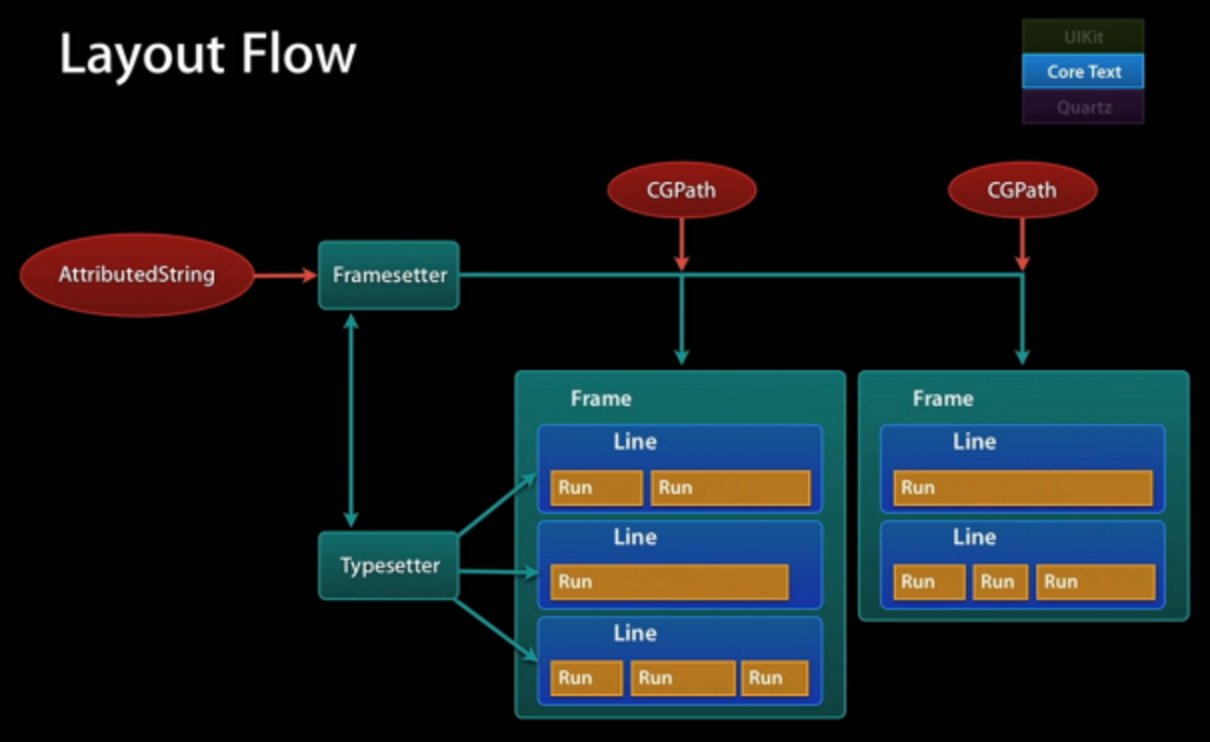 Layout Flow
UIKit
Core Text
Quartz
CGPath
CGPath
AttributedString
Framesetter
Typesetter
Frame
Line
Run Run
Line
Run
Line
Run Run Run
Frame
Line
Run
Line
Run Run Run